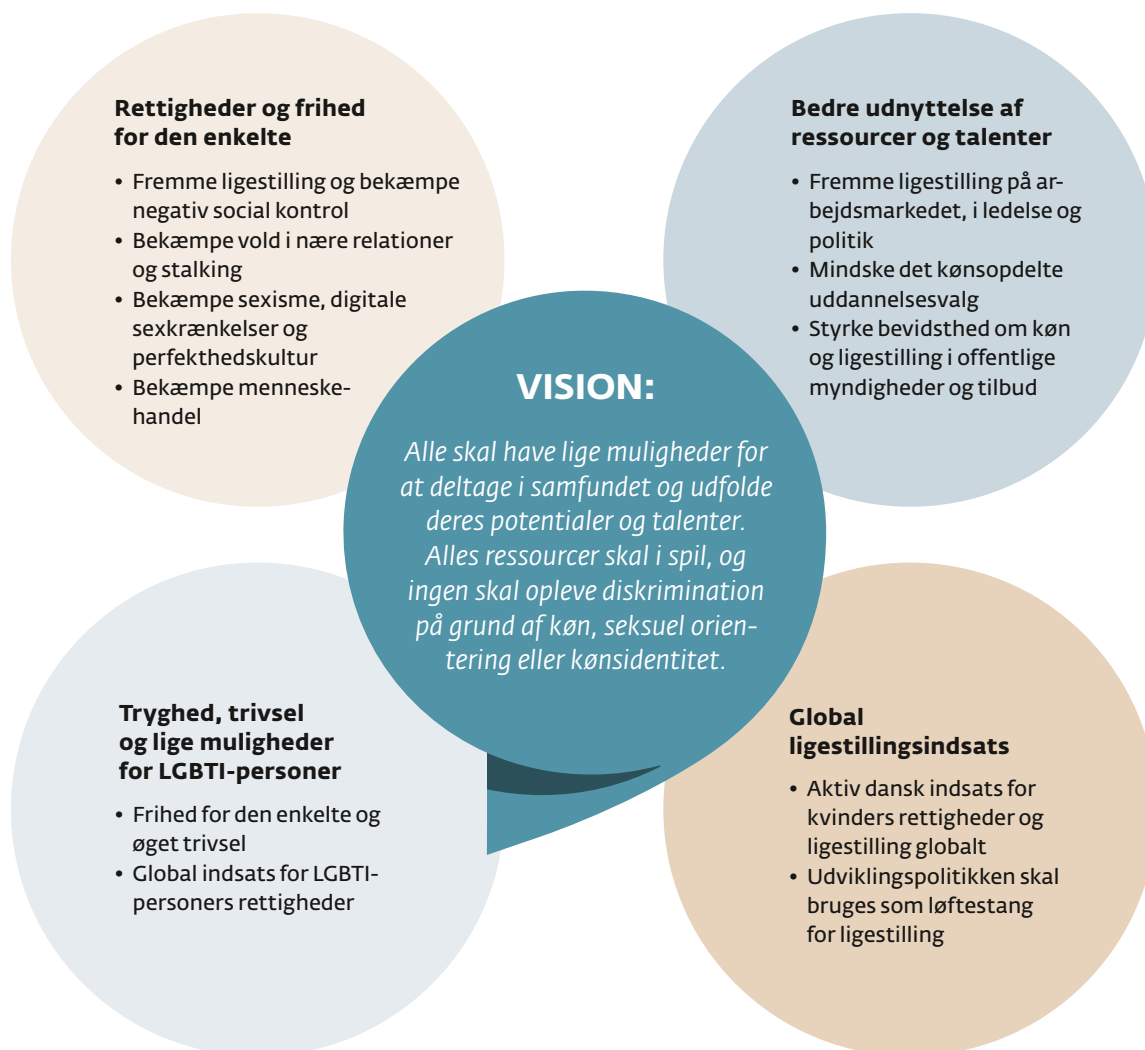 Rettigheder og frihed
for den enkelte
• Fremme ligestilling og bekæmpe
negativ social kontrol
• Bekæmpe vold i nære relationer
og stalking
• Bekæmpe sexisme, digitale
sexkrænkelser og
perfekthedskultur
• Bekæmpe menneske-
handel
Bedre udnyttelse af
ressourcer og talenter
• Fremme ligestilling på ar-
bejdsmarkedet, i ledelse og
politik
• Mindske det kønsopdelte
uddannelsesvalg
• Styrke bevidsthed om køn
og ligestilling i offentlige
myndigheder og tilbud
VISION:
Alle skal have lige muligheder for
at deltage i samfundet og udfolde
deres potentialer og talenter.
Alles ressourcer skal i spil, og
ingen skal opleve diskrimination
på grund af køn, seksuel orien-
tering eller kønsidentitet.
Tryghed, trivsel
og lige muligheder
for LGBTI-personer
• Frihed for den enkelte og
øget trivsel
• Global indsats for LGBTI-
personers rettigheder
Global
ligestillingsindsats
• Aktiv dansk indsats for
kvinders rettigheder og
ligestilling globalt
• Udviklingspolitikken skal
bruges som løftestang
for ligestilling